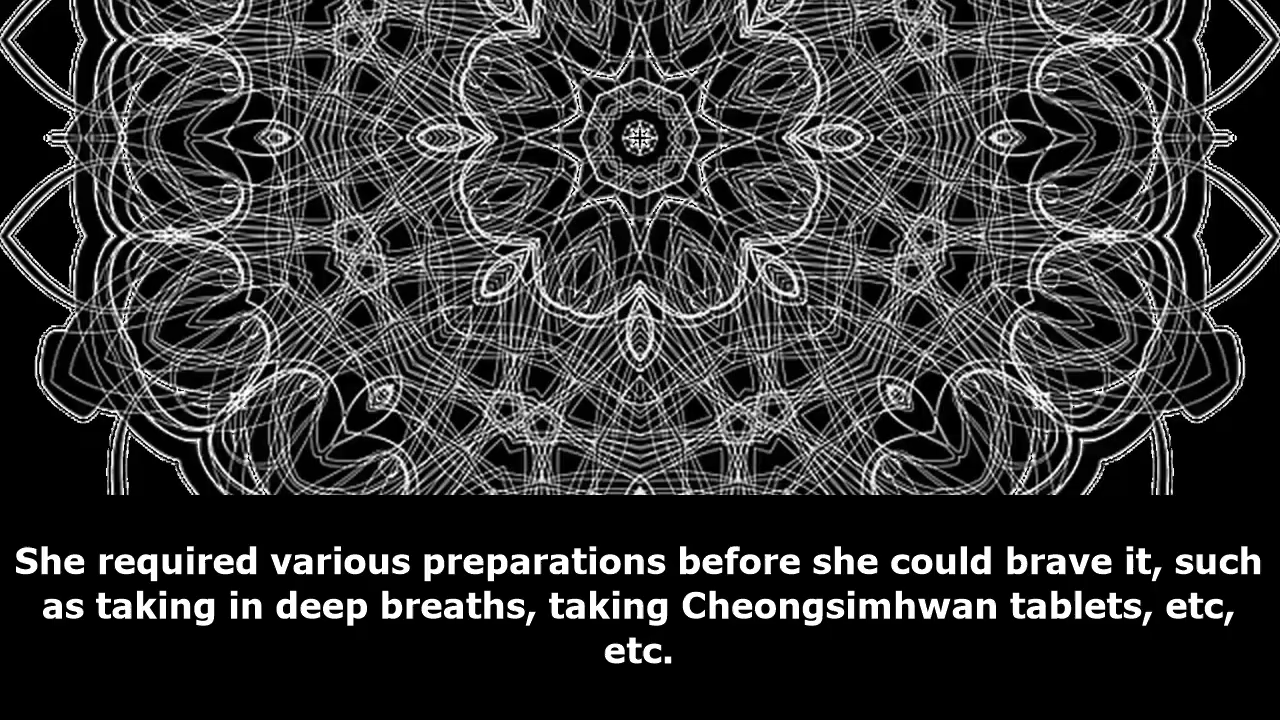 She required various preparations before she could brave it, such
as taking in deep breaths, taking Cheongsimhwan tablets, etc,
etc.